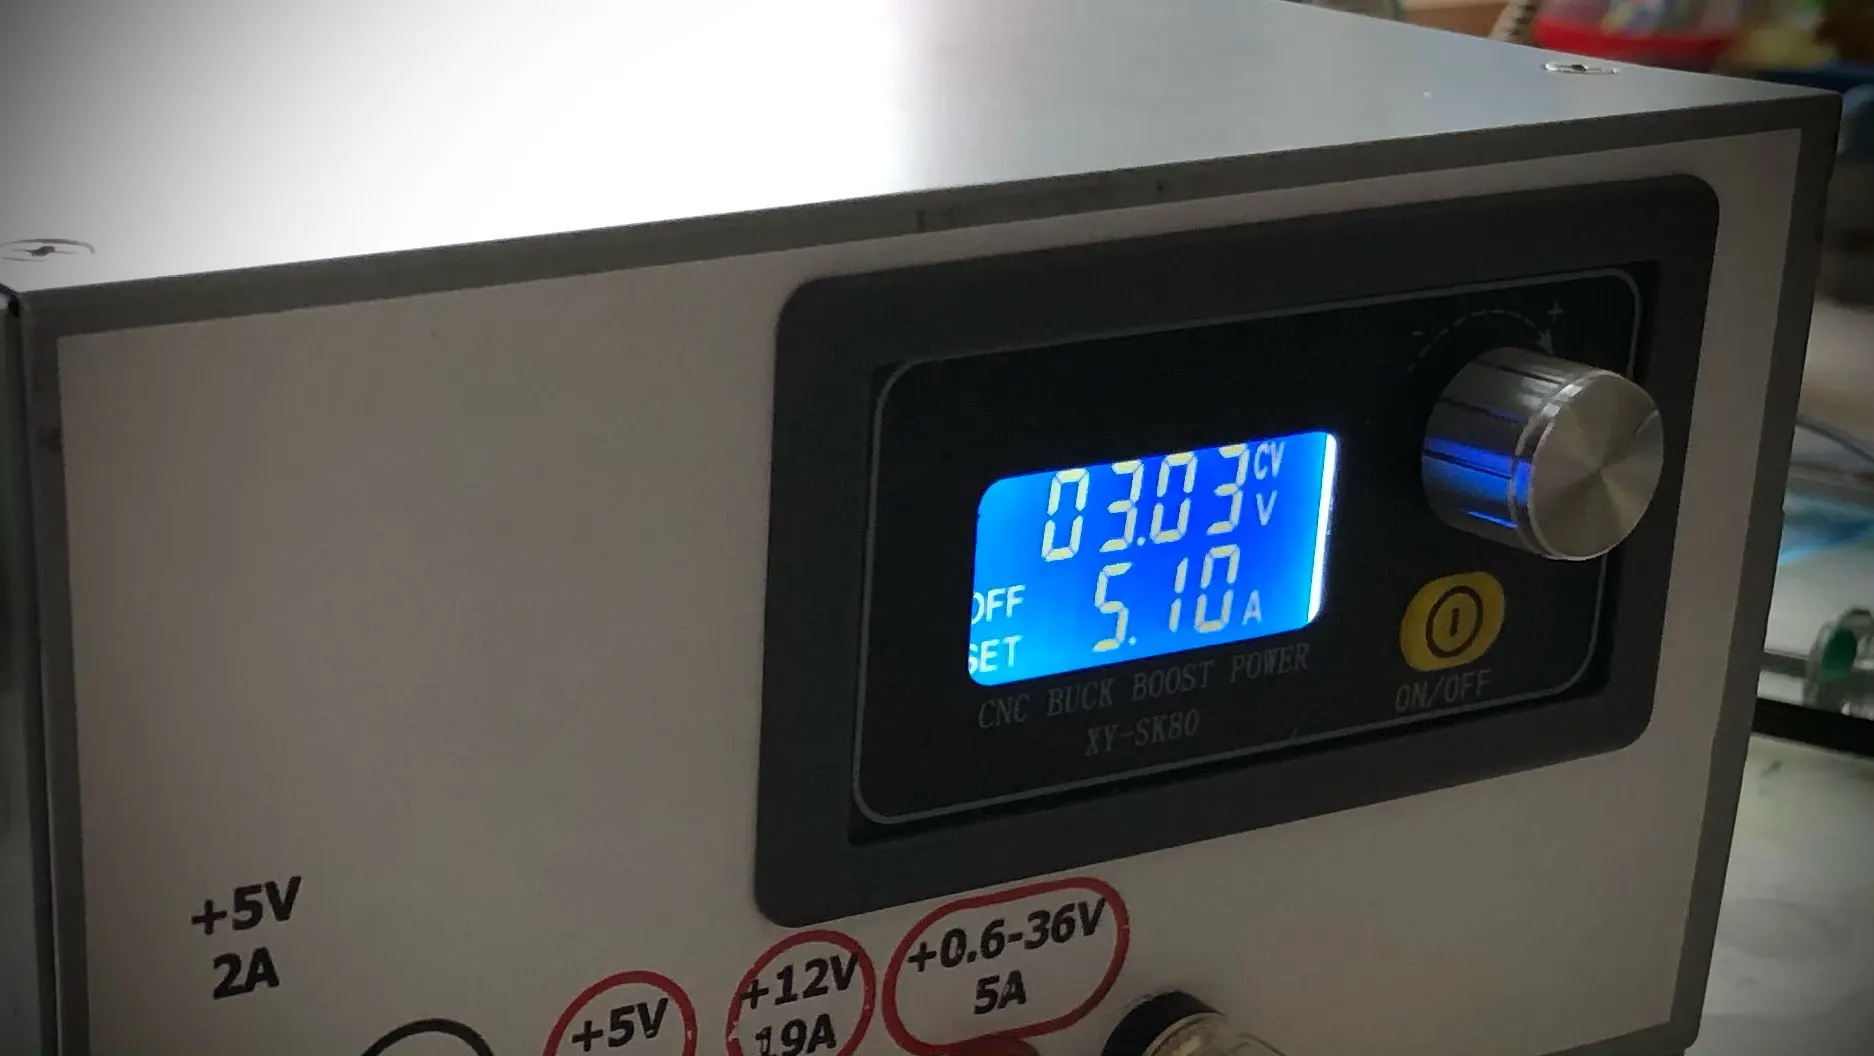 03.03 CV
V
OFF
5.10 A
SET
CNC BUCK BOOST POWER
XY-SK80
- +
ON/OFF
+5V
2A
+5V
+12V
19A
+0.6-36V
5A